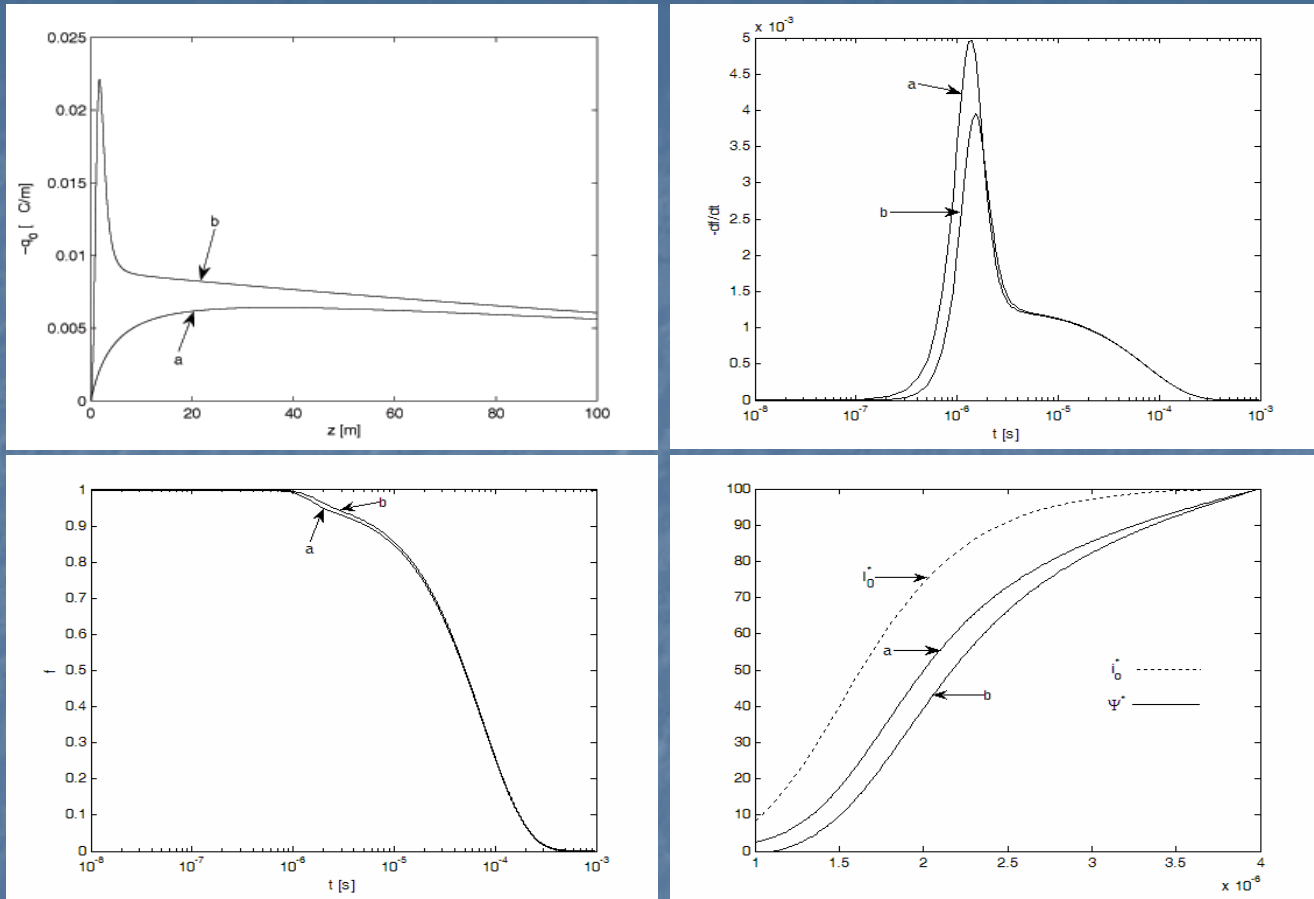 0.025
0.02
0.015
0.01
0.005
0
-q0 [ C/m]
b
a
0 20 40 60 80 100
z [m]
x 10^-3
5
4.5
4
3.5
3
2.5
2
1.5
1
0.5
0
-df/dt
a
b
10^-8 10^-7 10^-6 10^-5 10^-4 10^-3
t [s]
1
0.9
0.8
0.7
0.6
0.5
0.4
0.3
0.2
0.1
0
f
b
a
10^-8 10^-7 10^-6 10^-5 10^-4 10^-3
t [s]
100
90
80
70
60
50
40
30
20
10
0
i0*
a
b
i0*
Ψ*
1 1.5 2 2.5 3 3.5 4
x 10^-6